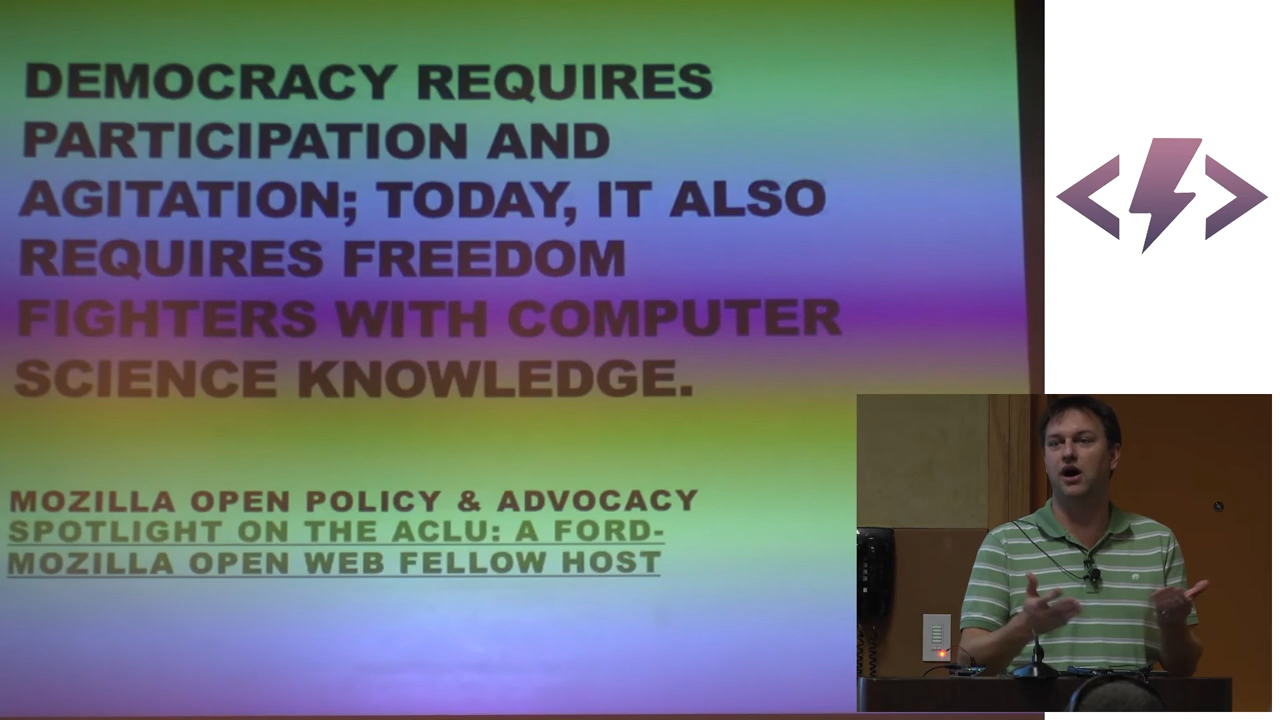 DEMOCRACY REQUIRES
PARTICIPATION AND
AGITATION; TODAY, IT ALSO
REQUIRES FREEDOM
FIGHTERS WITH COMPUTER
SCIENCE KNOWLEDGE.
MOZILLA OPEN POLICY & ADVOCACY
SPOTLIGHT ON THE ACLU: A FORD-
MOZILLA OPEN WEB FELLOW HOST